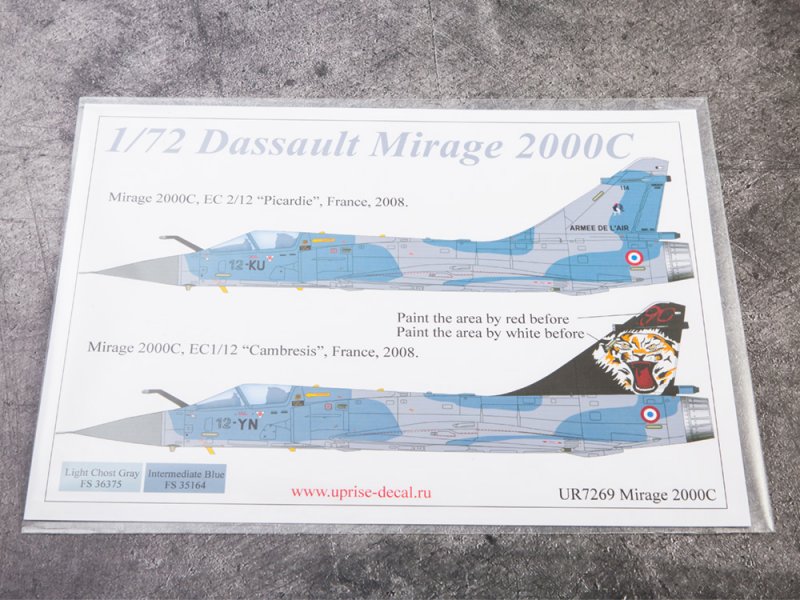 1/72 Dassault Mirage 2000C
Mirage 2000C, EC 2/12 “Picardie”, France, 2008.
114
ARMEE DE L'AIR
12-KU
Paint the area by red before
Paint the area by white before
90
Mirage 2000C, EC1/12 “Cambresis”, France, 2008.
12-YN
Light Chost Gray
FS 36375
Intermediate Blue
FS 35164
www.uprise-decal.ru
UR7269 Mirage 2000C